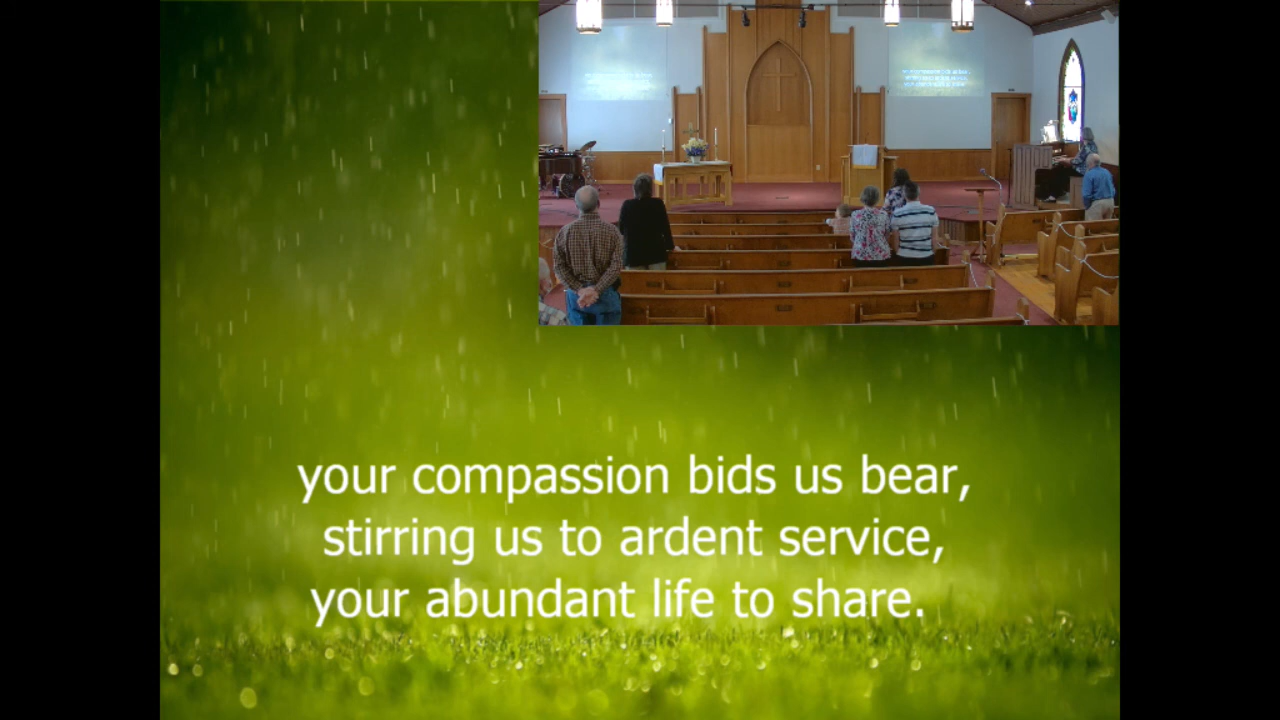 your compassion bids us bear,
stirring us to ardent service,
your abundant life to share.